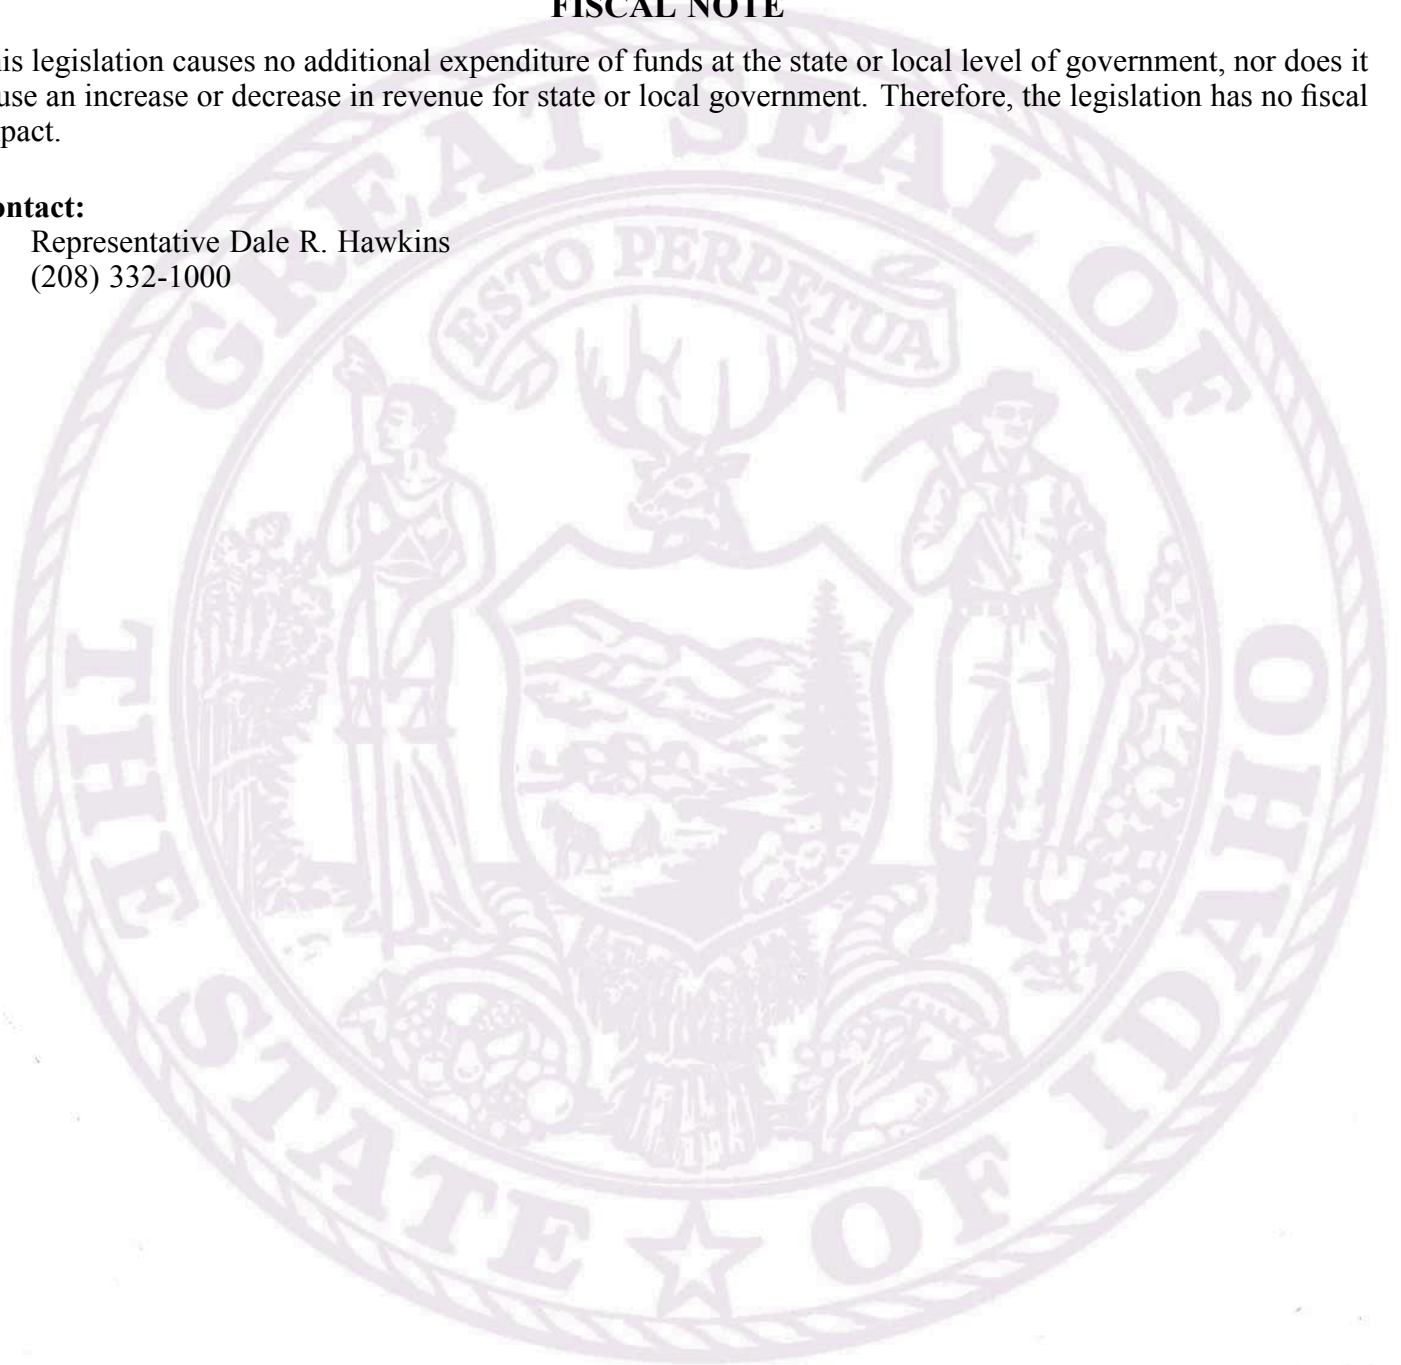 FISCAL NOTE
his legislation causes no additional expenditure of funds at the state or local level of government, nor does it
use an increase or decrease in revenue for state or local government. Therefore, the legislation has no fiscal
pact.
ontact:
Representative Dale R. Hawkins
(208) 332-1000
GREAT SEAL OF
ESTO PERPETUA
THE
STATE OF IDAHO